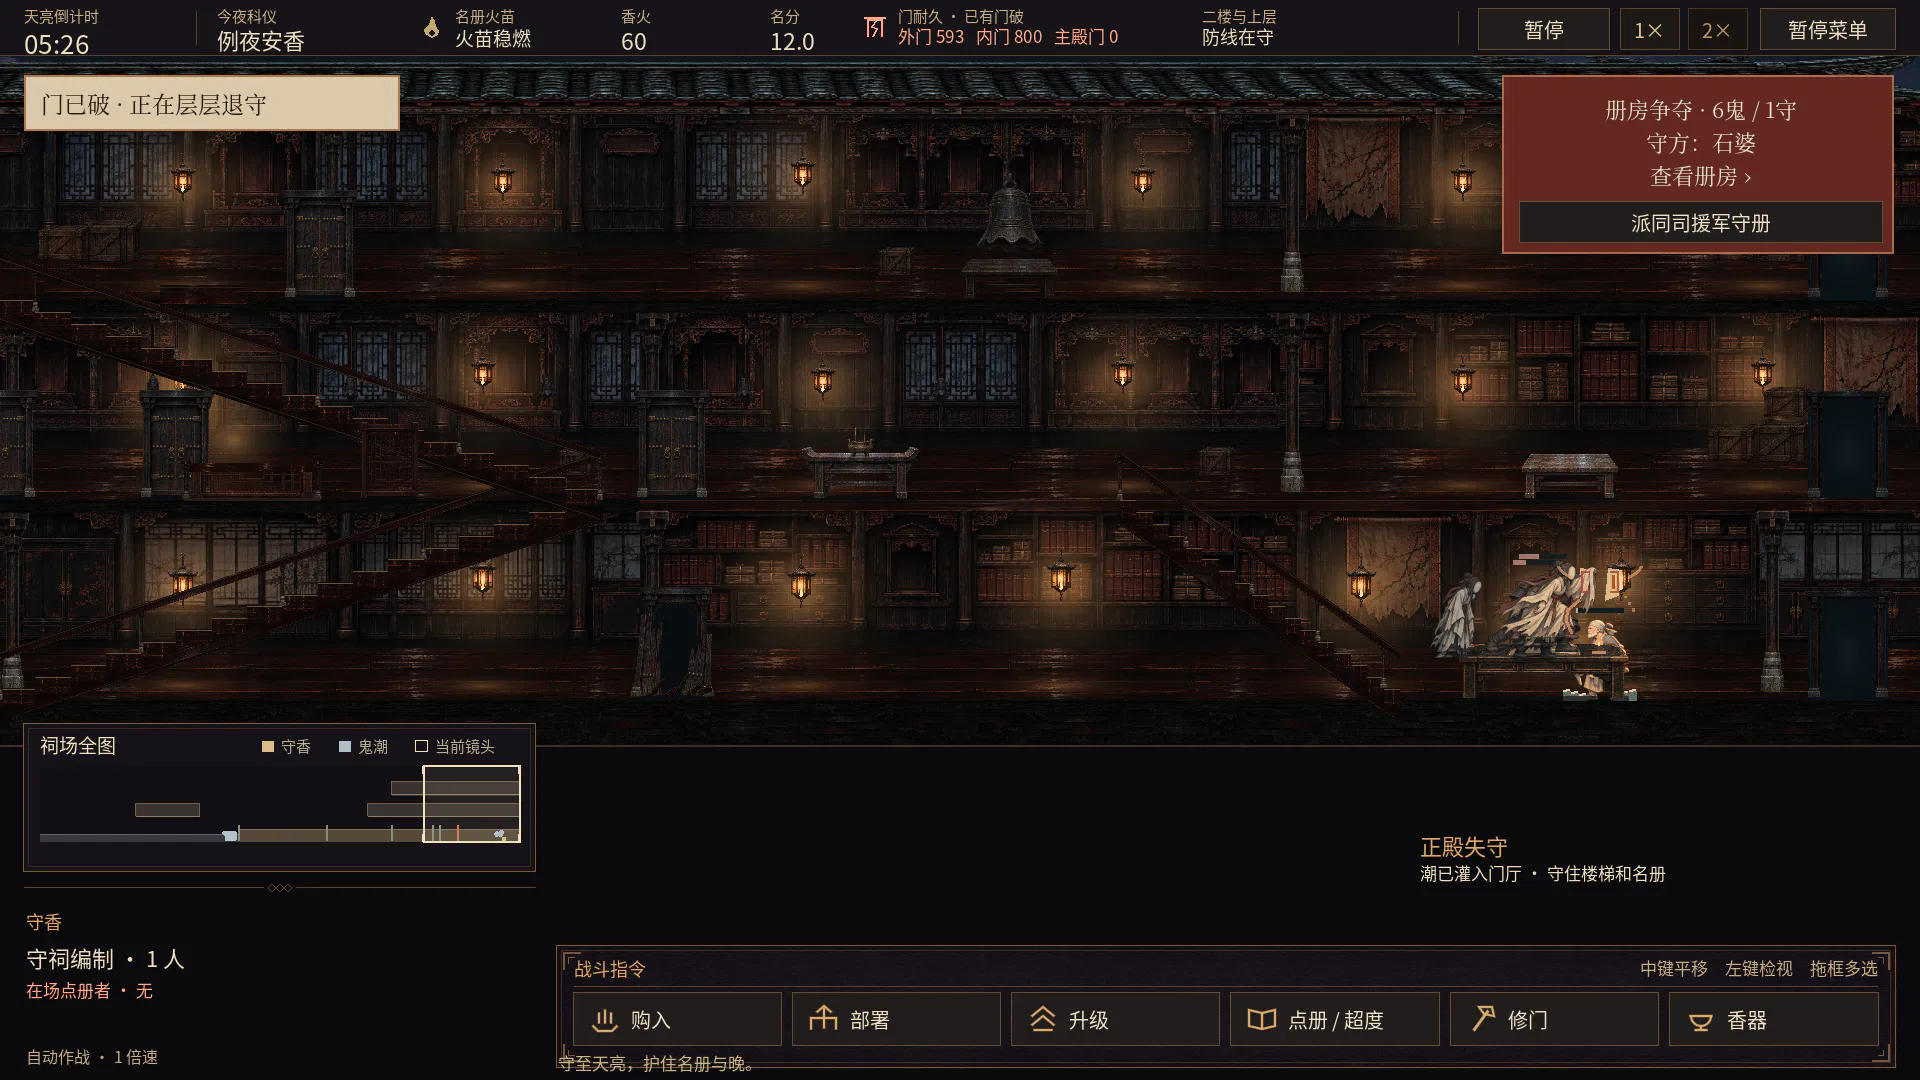 天亮倒计时
05:26
今夜科仪
例夜安香
名册火苗
火苗稳燃
香火
60
名分
12.0
门耐久 · 已有门破
外门 593 内门 800 主殿门 0
二楼与上层
防线在守
暂停
1×
2×
暂停菜单
门已破 · 正在层层退守
册房争夺 · 6鬼 / 1守
守方：石婆
查看册房 ›
派同司援军守册
祠场全图
守香
鬼潮
当前镜头
正殿失守
潮已灌入门厅 · 守住楼梯和名册
守香
守祠编制 · 1 人
在场点册者 · 无
自动作战 · 1 倍速
战斗指令
中键平移 左键检视 拖框多选
购入
部署
升级
点册 / 超度
修门
香器
守至天亮，护住名册与晚。